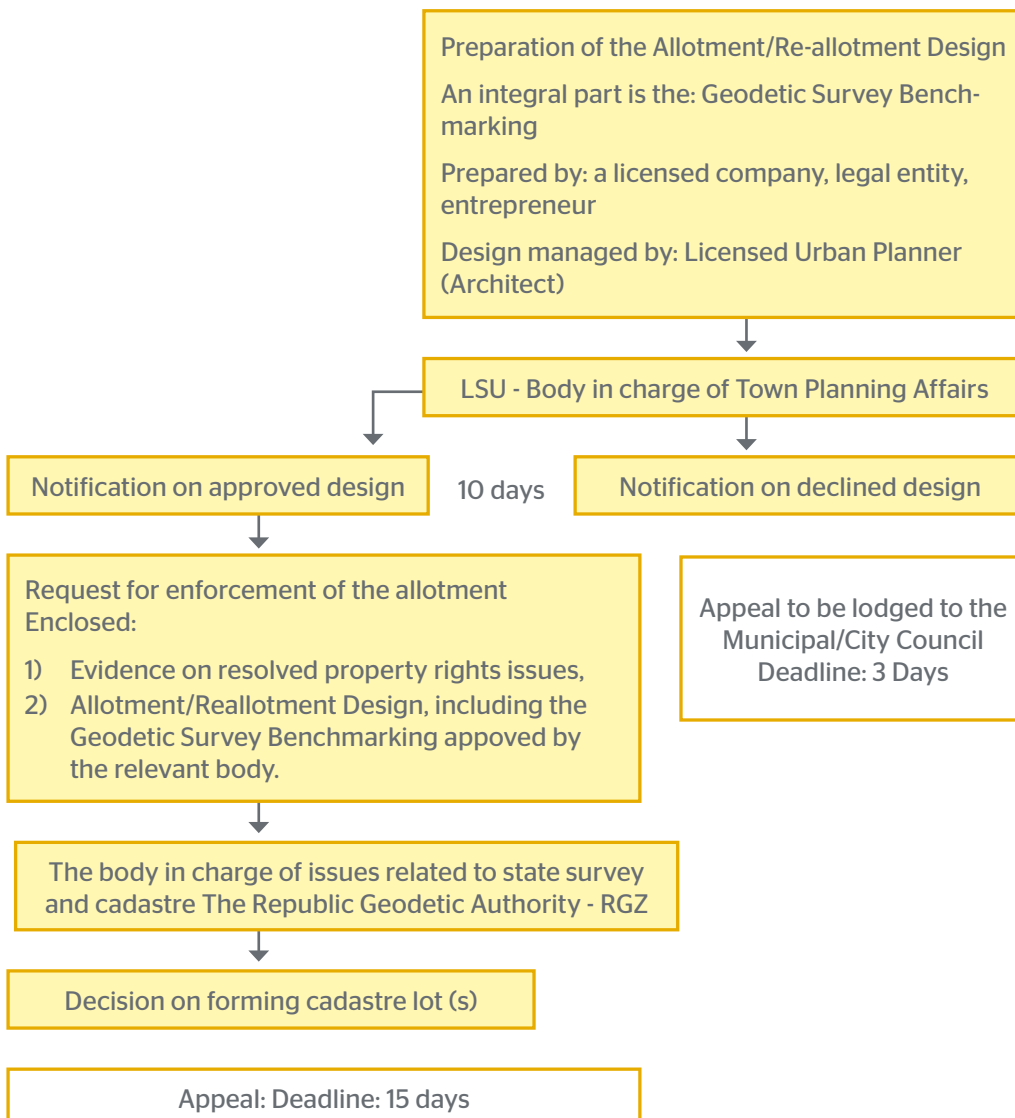 Preparation of the Allotment/Re-allotment Design
An integral part is the: Geodetic Survey Bench-
marking
Prepared by: a licensed company, legal entity,
entrepreneur
Design managed by: Licensed Urban Planner
(Architect)
LSU - Body in charge of Town Planning Affairs
Notification on approved design
10 days
Notification on declined design
Request for enforcement of the allotment
Enclosed:
1) Evidence on resolved property rights issues,
2) Allotment/Reallotment Design, including the
Geodetic Survey Benchmarking appoved by
the relevant body.
Appeal to be lodged to the
Municipal/City Council
Deadline: 3 Days
The body in charge of issues related to state survey
and cadastre The Republic Geodetic Authority - RGZ
Decision on forming cadastre lot (s)
Appeal: Deadline: 15 days